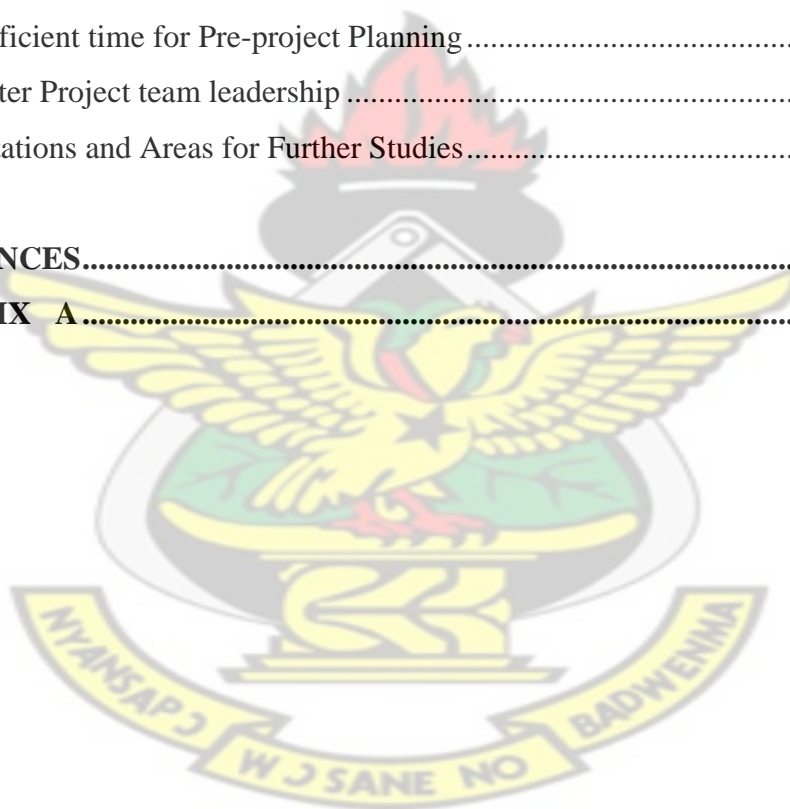 ficient time for Pre-project Planning................................................
ter Project team leadership ................................................................
ations and Areas for Further Studies................................................
NCES...............................................................................................
IX A................................................................................................
NYANSAPƆ
WƆSANE NO
BADWENMA